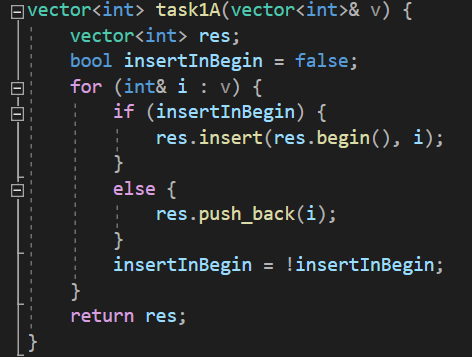 vector<int> task1A(vector<int>& v) {
    vector<int> res;
    bool insertInBegin = false;
    for (int& i : v) {
        if (insertInBegin) {
            res.insert(res.begin(), i);
        }
        else {
            res.push_back(i);
        }
        insertInBegin = !insertInBegin;
    }
    return res;
}